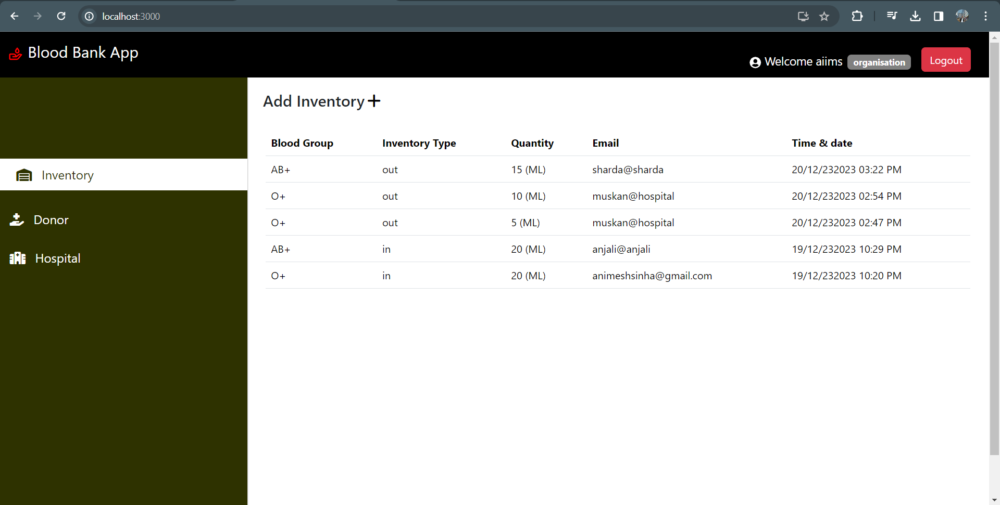 localhost:3000
Blood Bank App
Welcome aiims organisation Logout
Add Inventory
Inventory
Donor
Hospital
Blood Group Inventory Type Quantity Email Time & date
AB+ out 15 (ML) sharda@sharda 20/12/232023 03:22 PM
O+ out 10 (ML) muskan@hospital 20/12/232023 02:54 PM
O+ out 5 (ML) muskan@hospital 20/12/232023 02:47 PM
AB+ in 20 (ML) anjali@anjali 19/12/232023 10:29 PM
O+ in 20 (ML) animeshsinha@gmail.com 19/12/232023 10:20 PM